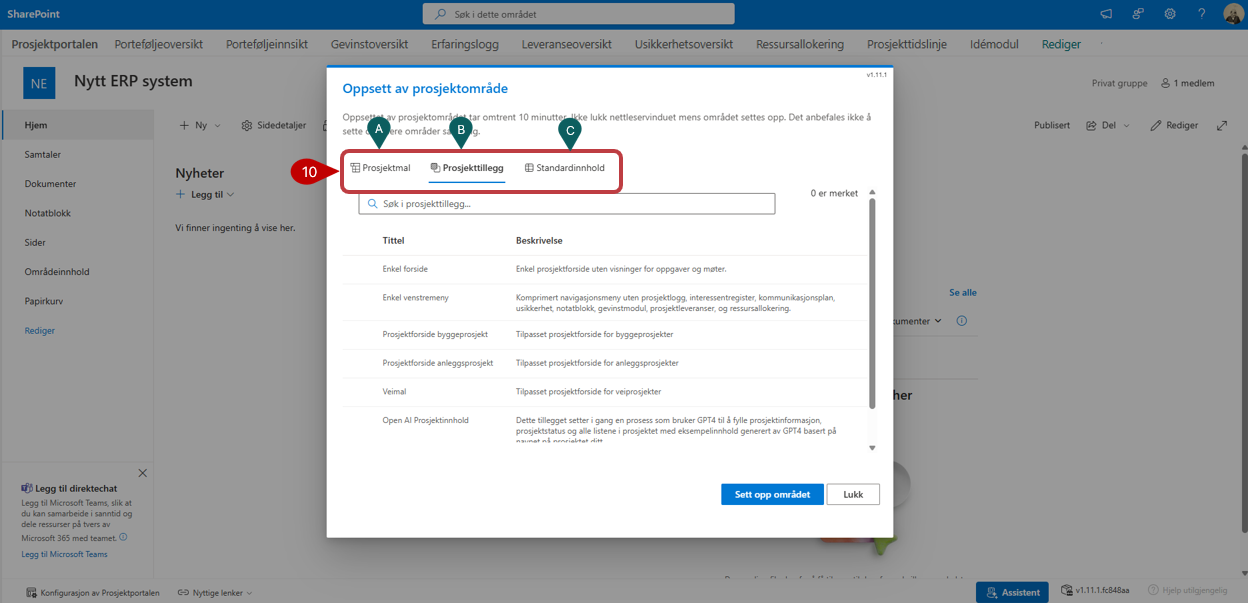 SharePoint
Søk i dette området
Prosjektportalen Porteføljeoversikt Porteføljeinnsikt Gevinstoversikt Erfaringslogg Leveranseoversikt Usikkerhetsoversikt Ressursallokering Prosjekttidslinje Idémodul Rediger
NE
Nytt ERP system
Privat gruppe 1 medlem
Hjem
Samtaler
Dokumenter
Notatblokk
Sider
Områdeinnhold
Papirkurv
Rediger
Ny Sidedetaljer
Publisert Del Rediger
Nyheter
Legg til
Vi finner ingenting å vise her.
v1.11.1
Oppsett av prosjektområde
Oppsettet av prosjektområdet tar omtrent 10 minutter. Ikke lukk nettleservinduet mens området settes opp. Det anbefales ikke å
sette
A B C
10
Prosjektmal Prosjekttillegg Standardinnhold
0 er merket
Søk i prosjekttillegg...
Tittel Beskrivelse
Enkel forside Enkel prosjektforside uten visninger for oppgaver og møter.
Enkel venstremeny Komprimert navigasjonsmeny uten prosjektlogg, interessentregister, kommunikasjonsplan,
usikkerhet, notatblokk, gevinstmodul, prosjektleveranser, og ressursallokering.
Prosjektforside byggeprosjekt Tilpasset prosjektforside for byggeprosjekter
Prosjektforside anleggsprosjekt Tilpasset prosjektforside for anleggsprosjekter
Veimal Tilpasset prosjektforside for veiprosjekter
Open AI Prosjektinnhold Dette tillegget setter i gang en prosess som bruker GPT4 til å fylle prosjektinformasjon,
prosjektstatus og alle listene i prosjektet med eksempelinnhold generert av GPT4 basert på
navnet på prosjektet ditt
Sett opp området Lukk
Se alle
umenter
her
Legg til direktechat
Legg til Microsoft Teams, slik at
du kan samarbeide i sanntid og
dele ressurser på tvers av
Microsoft 365 med teamet.
Legg til Microsoft Teams
Konfigurasjon av Prosjektportalen Nyttige lenker
Assistent v1.11.1.fc848aa Hjelp utilgjengelig